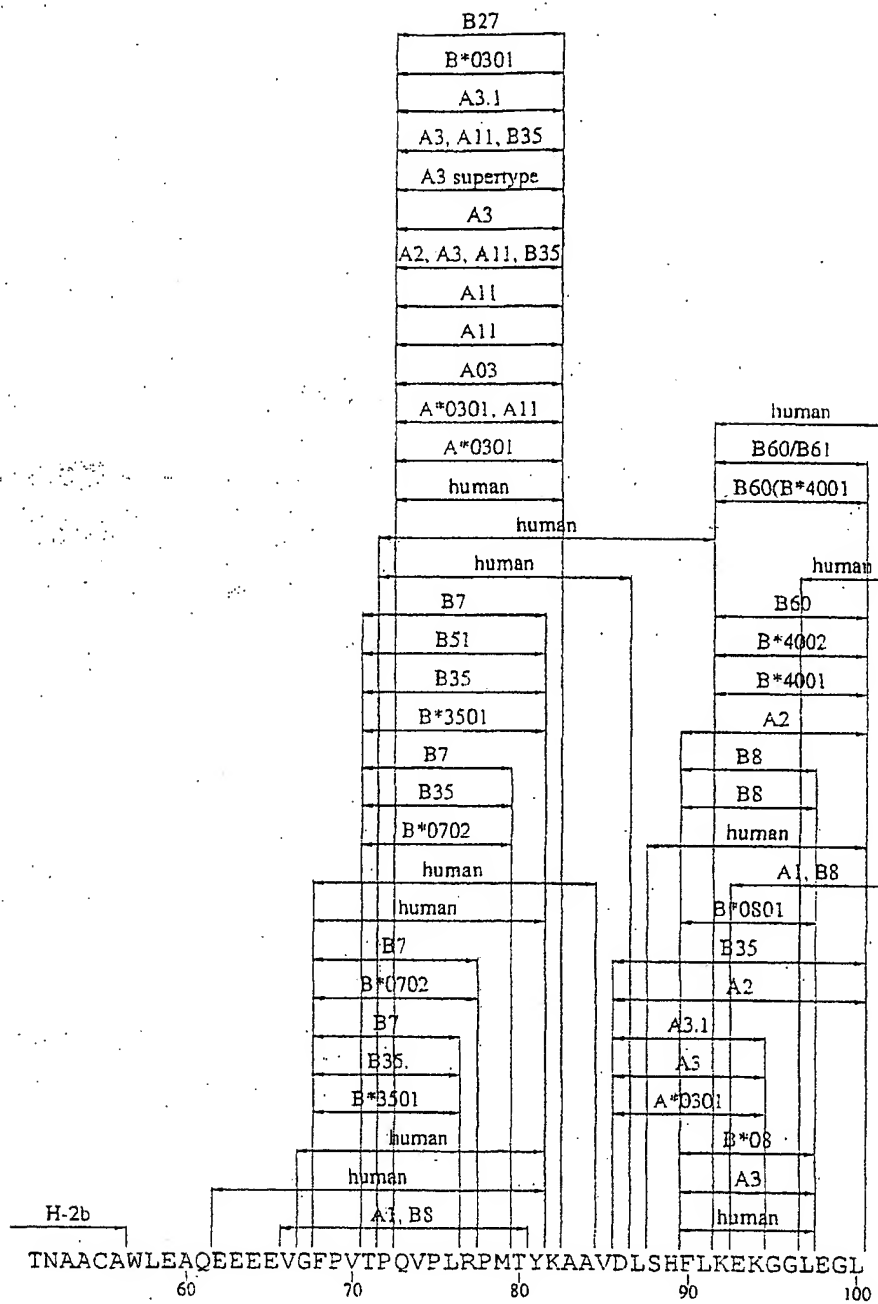 B27
B*0301
A3.1
A3, A11, B35
A3 supertype
A3
A2, A3, A11, B35
A11
A11
A03
A*0301, A11
human
A*0301
B60/B61
human
B60(B*4001
human
human
human
B7
B60
B51
B*4002
B35
B*4001
B*3501
A2
B7
B8
B35
B8
B*0702
human
human
A1, B8
human
B*0801
B7
B35
B*0702
A2
B7
A3.1
B35
A3
B*3501
A*0301
human
B*08
human
A3
H-2b
A1, B8
human
TNAACAWLEAQEEEEVGFPVTPQVPLRPMTYKAAVDLSHFLKEKGGLEGL
60
70
80
90
100